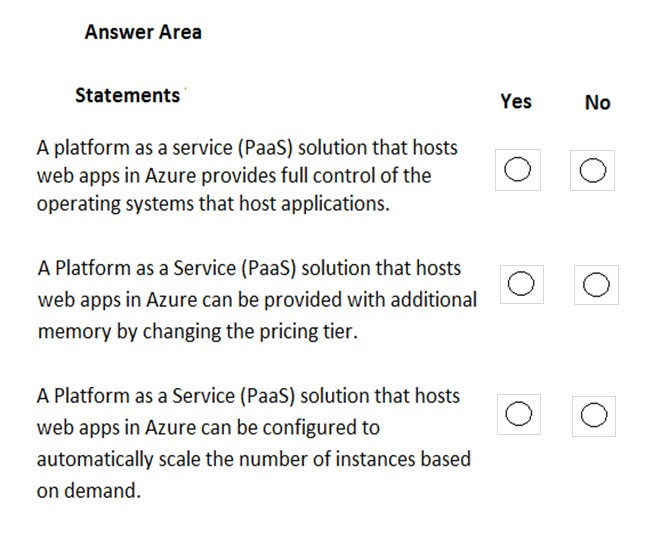 Answer Area
Statements
Yes No
A platform as a service (PaaS) solution that hosts
web apps in Azure provides full control of the
operating systems that host applications.
A Platform as a Service (PaaS) solution that hosts
web apps in Azure can be provided with additional
memory by changing the pricing tier.
A Platform as a Service (PaaS) solution that hosts
web apps in Azure can be configured to
automatically scale the number of instances based
on demand.